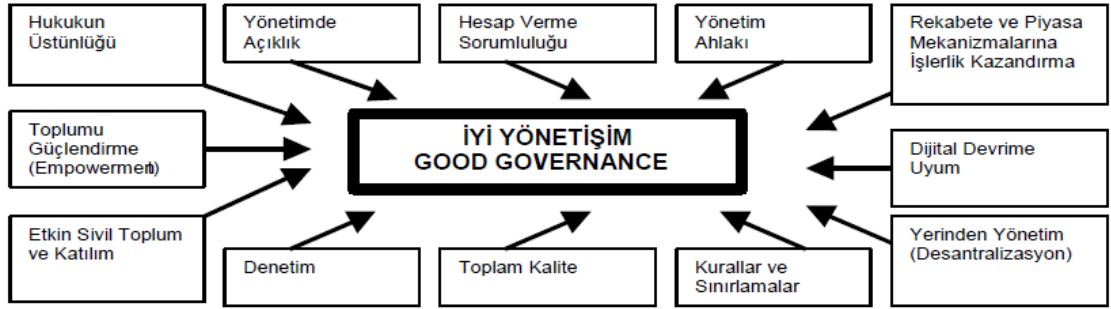 Hukukun
Üstünlüğü
Yönetimde
Açıklık
Hesap Verme
Sorumluluğu
Yönetim
Ahlakı
Rekabete ve Piyasa
Mekanizmalarına
İşlerlik Kazandırma
Toplumu
Güçlendirme
(Empowerment)
İYİ YÖNETİŞİM
GOOD GOVERNANCE
Dijital Devrime
Uyum
Etkin Sivil Toplum
ve Katılım
Denetim
Toplam Kalite
Kurallar ve
Sınırlamalar
Yerinden Yönetim
(Desantralizasyon)